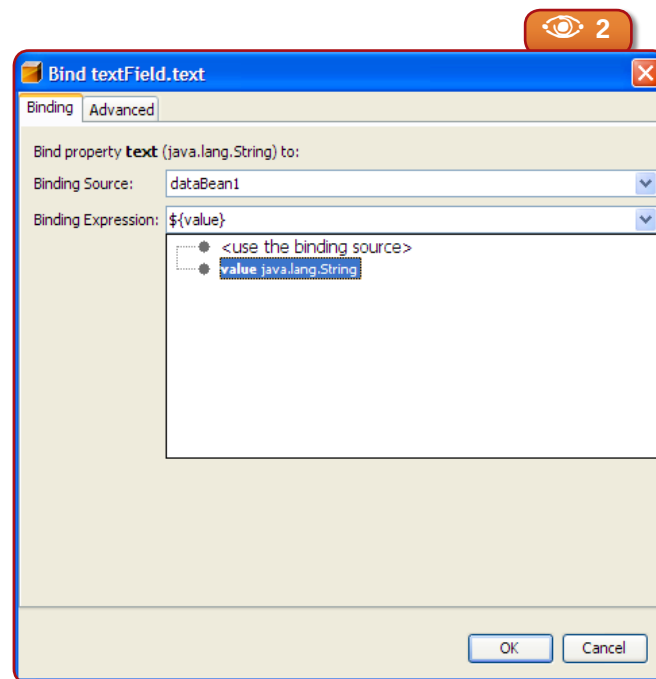 2
Bind textField.text
Binding Advanced
Bind property text (java.lang.String) to:
Binding Source: dataBean1
Binding Expression: ${value}
<use the binding source>
value java.lang.String
OK Cancel